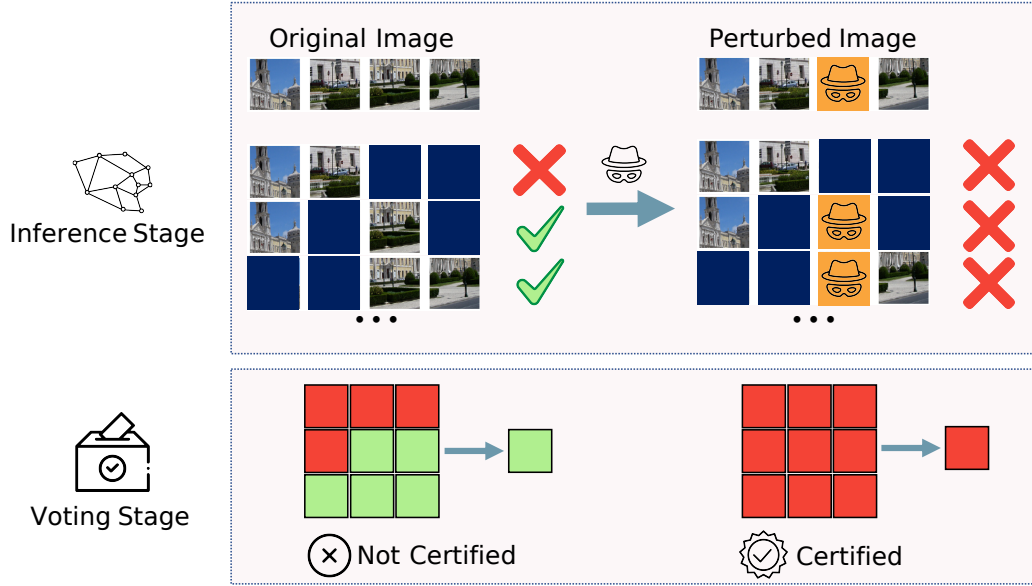 Original Image
Perturbed Image
Inference Stage
• • •
• • •
Voting Stage
Not Certified
Certified